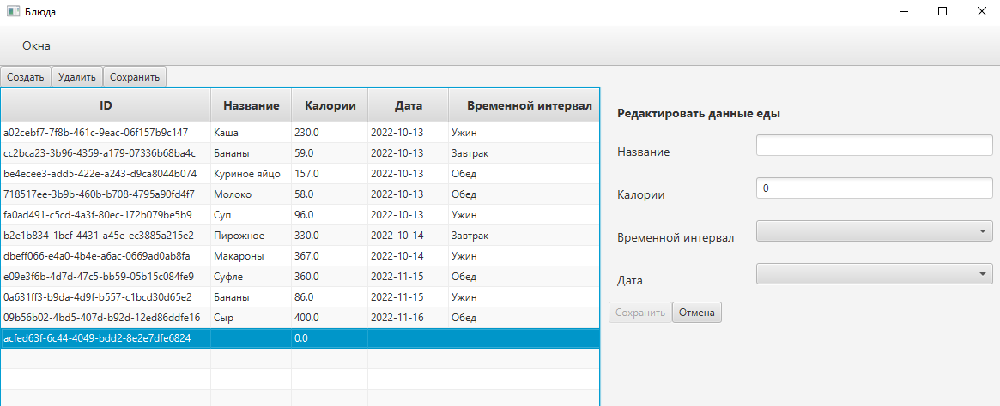 Блюда
Окна
Создать Удалить Сохранить
ID Название Калории Дата Временной интервал
a02cebf7-7f8b-461c-9eac-06f157b9c147 Каша 230.0 2022-10-13 Ужин
cc2bca23-3b96-4359-a179-07336b68ba4c Бананы 59.0 2022-10-13 Завтрак
be4ecee3-add5-422e-a243-d9ca8044b074 Куриное яйцо 157.0 2022-10-13 Обед
718517ee-3b9b-460b-b708-4795a90fd4f7 Молоко 58.0 2022-10-13 Обед
fa0ad491-c5cd-4a3f-80ec-172b079be5b9 Суп 96.0 2022-10-13 Ужин
b2e1b834-1bcf-4431-a45e-ec3885a215e2 Пирожное 330.0 2022-10-14 Завтрак
dbeff066-e4a0-4b4e-a6ac-0669ad0ab8fa Макароны 367.0 2022-10-14 Ужин
e09e3f6b-4d7d-47c5-bb59-05b15c084fe9 Суфле 360.0 2022-11-15 Обед
0a631ff3-b9da-4d9f-b557-c1bcd30d65e2 Бананы 86.0 2022-11-15 Ужин
09b56b02-4bd5-407d-b92d-12ed86ddfe16 Сыр 400.0 2022-11-16 Обед
acfed63f-6c44-4049-bdd2-8e2e7dfe6824 0.0
Редактировать данные еды
Название
Калории 0
Временной интервал
Дата
Сохранить Отмена